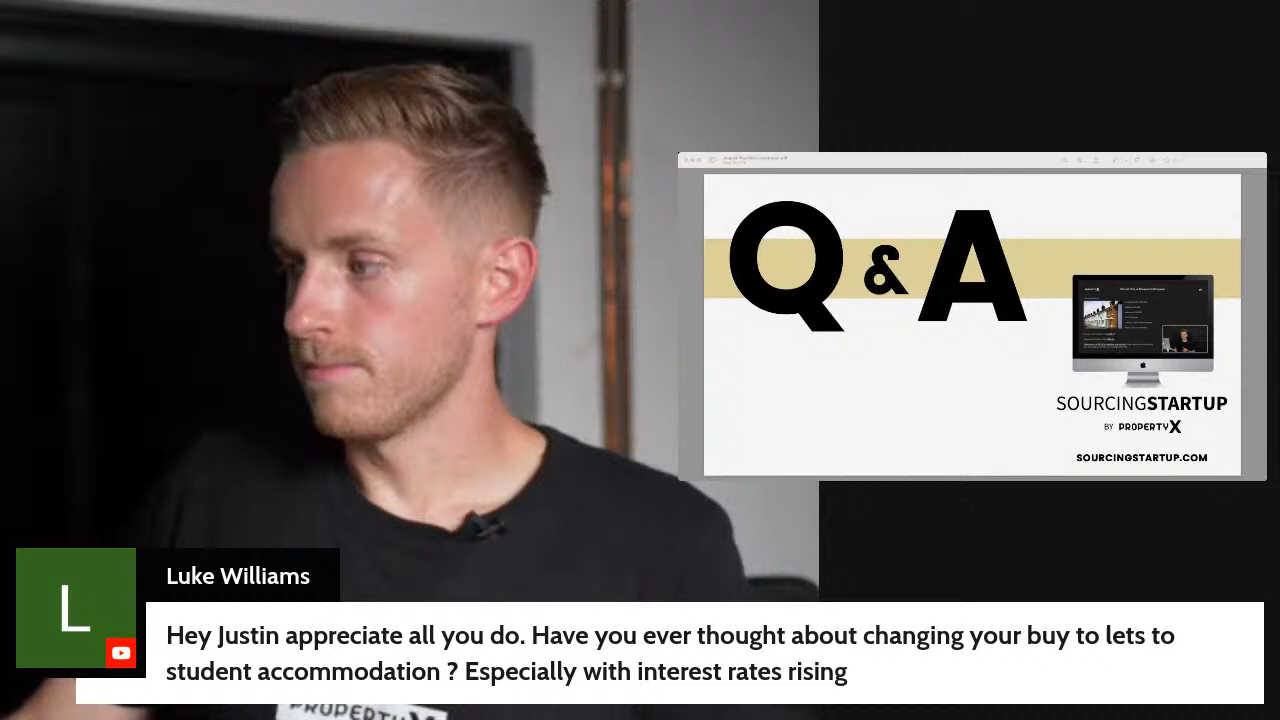 Q & A
SOURCINGSTARTUP
BY PROPERTYX
SOURCINGSTARTUP.COM
L
Luke Williams
Hey Justin appreciate all you do. Have you ever thought about changing your buy to lets to
student accommodation ? Especially with interest rates rising
PROPERTYX